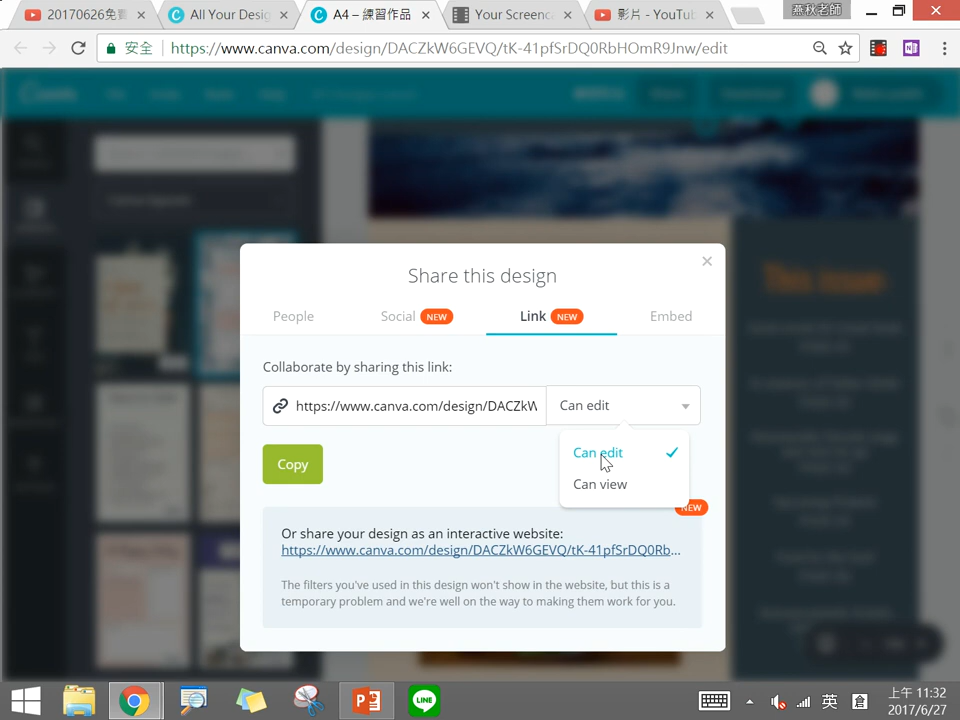 20170626免費
All Your Desig
A4 – 練習作品
Your Screenca
影片 - YouTub
燕秋老師
安全
https://www.canva.com/design/DACZkW6GEVQ/tK-41pfSrDQ0RbHOmR9Jnw/edit
This issue
Share this design
People
Social NEW
Link NEW
Embed
Collaborate by sharing this link:
https://www.canva.com/design/DACZkW
Can edit
Can edit
Copy
Can view
NEW
Or share your design as an interactive website:
https://www.canva.com/design/DACZkW6GEVQ/tK-41pfSrDQ0Rb...
The filters you've used in this design won't show in the website, but this is a
temporary problem and we're well on the way to making them work for you.
LINE
英
倉
上午 11:32
2017/6/27